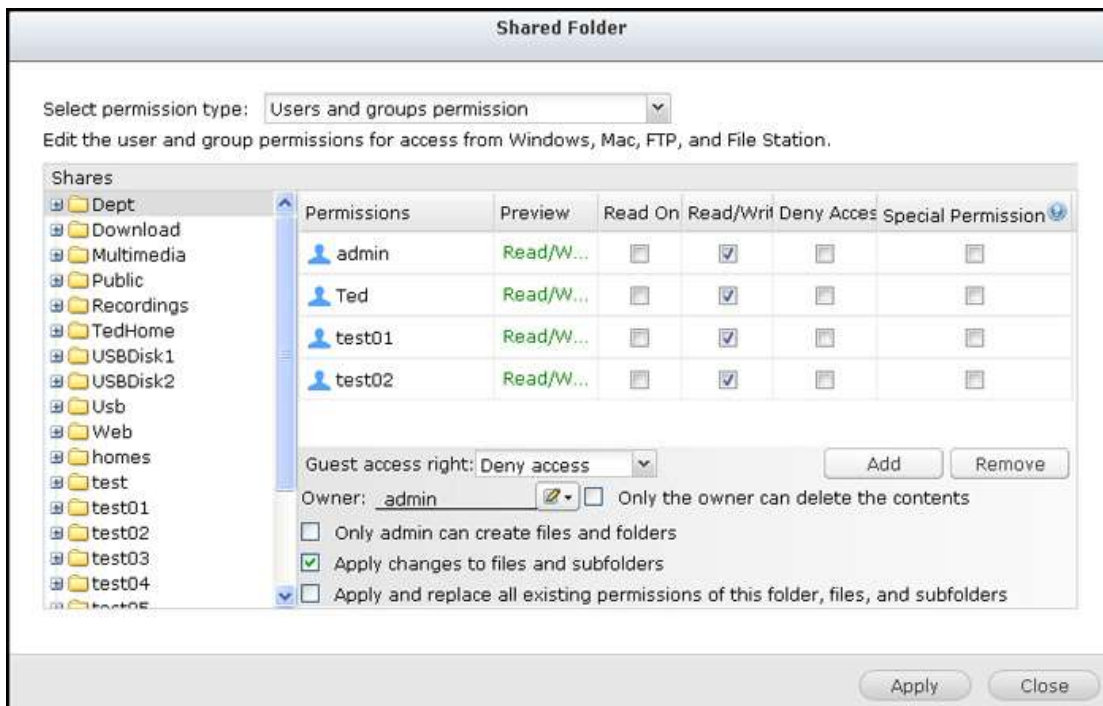 Shared Folder
Select permission type: Users and groups permission
Edit the user and group permissions for access from Windows, Mac, FTP, and File Station.
Shares
Dept
Download
Multimedia
Public
Recordings
TedHome
USBDisk1
USBDisk2
Usb
Web
homes
test
test01
test02
test03
test04
test05
Permissions Preview Read On Read/Writ Deny Acces Special Permission
admin Read/W...
Ted Read/W...
test01 Read/W...
test02 Read/W...
Guest access right: Deny access Add Remove
Owner: admin Only the owner can delete the contents
Only admin can create files and folders
Apply changes to files and subfolders
Apply and replace all existing permissions of this folder, files, and subfolders
Apply Close